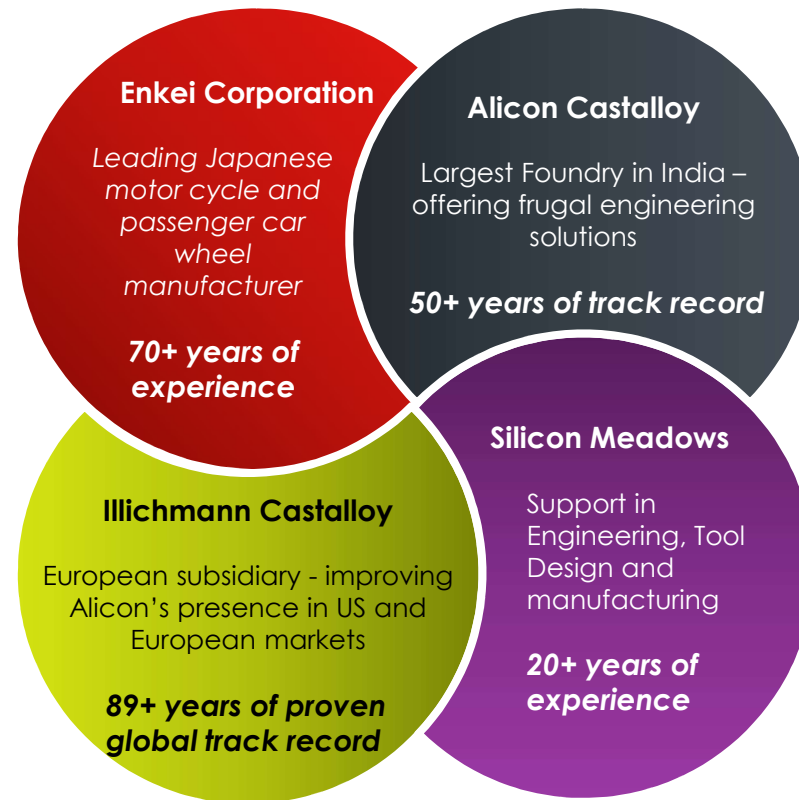 Enkei Corporation
Leading Japanese
motor cycle and
passenger car
wheel
manufacturer
70+ years of
experience
Alicon Castalloy
Largest Foundry in India –
offering frugal engineering
solutions
50+ years of track record
Illichmann Castalloy
European subsidiary - improving
Alicon’s presence in US and
European markets
89+ years of proven
global track record
Silicon Meadows
Support in
Engineering, Tool
Design and
manufacturing
20+ years of
experience